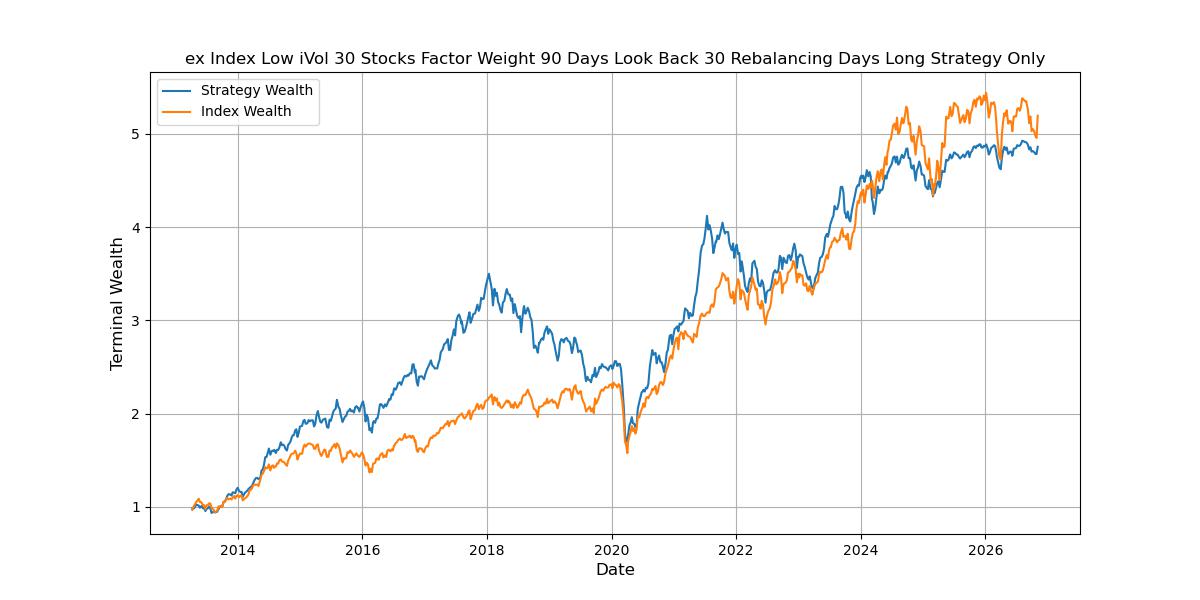 ex Index Low iVol 30 Stocks Factor Weight 90 Days Look Back 30 Rebalancing Days Long Strategy Only
Strategy Wealth
Index Wealth
Terminal Wealth
5
4
3
2
1
2014 2016 2018 2020 2022 2024 2026
Date